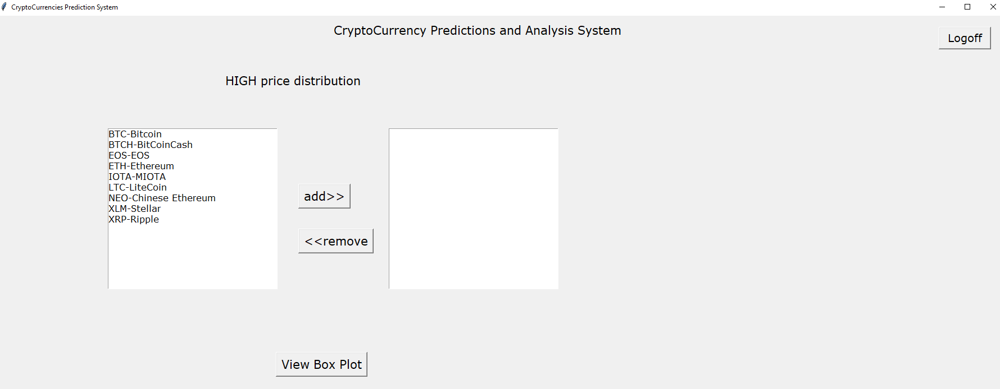 CryptoCurrencies Prediction System
CryptoCurrency Predictions and Analysis System
Logoff
HIGH price distribution
BTC-Bitcoin
BTCH-BitCoinCash
EOS-EOS
ETH-Ethereum
IOTA-MIOTA
LTC-LiteCoin
NEO-Chinese Ethereum
XLM-Stellar
XRP-Ripple
add>>
<<remove
View Box Plot